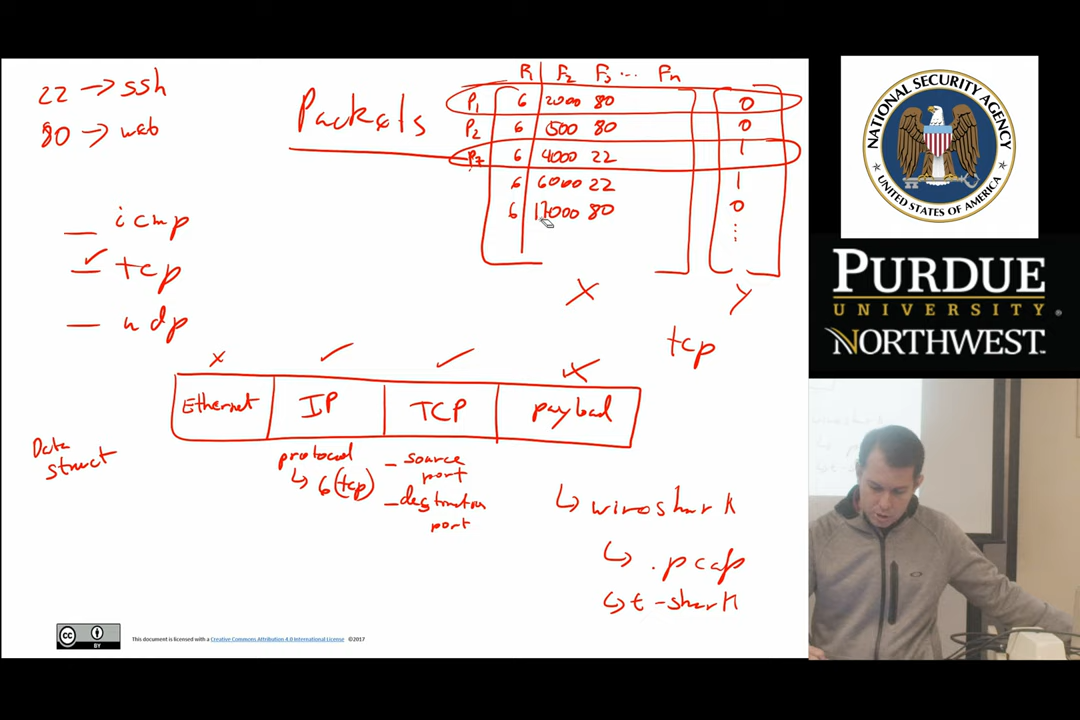 22 → ssh
80 → web
Packets
F1 F2 F3 ... Fn
P1 6 2000 80 0
P2 6 1500 80 0
6 4000 22 1
6 6000 22 1
6 80 0
X Y
icmp
✓ tcp
udp
tcp
x ✓ ✓ x
Ethernet IP TCP payload
Data
struct
protocol
↳ 6 (tcp)
- source
port
- destination
port
↳ wireshark
↳ .pcap
↳ t-shark
CC BY
This document is licensed with a Creative Commons Attribution 4.0 International License ©2017
NATIONAL SECURITY AGENCY
UNITED STATES OF AMERICA
PURDUE
UNIVERSITY
NORTHWEST